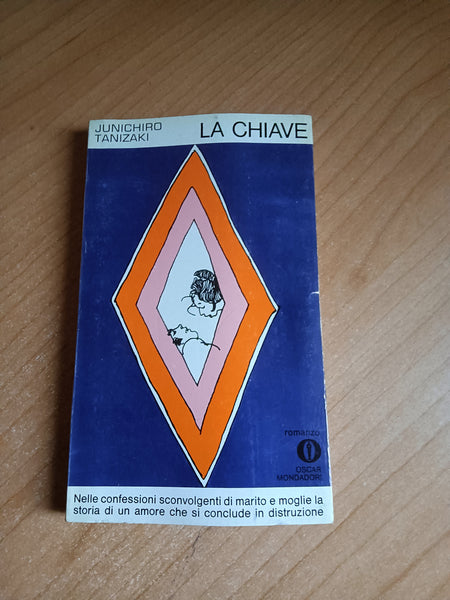 JUNICHIRO
TANIZAKI
LA CHIAVE
romanzo
OSCAR
MONDADORI
Nelle confessioni sconvolgenti di marito e moglie la
storia di un amore che si conclude in distruzione